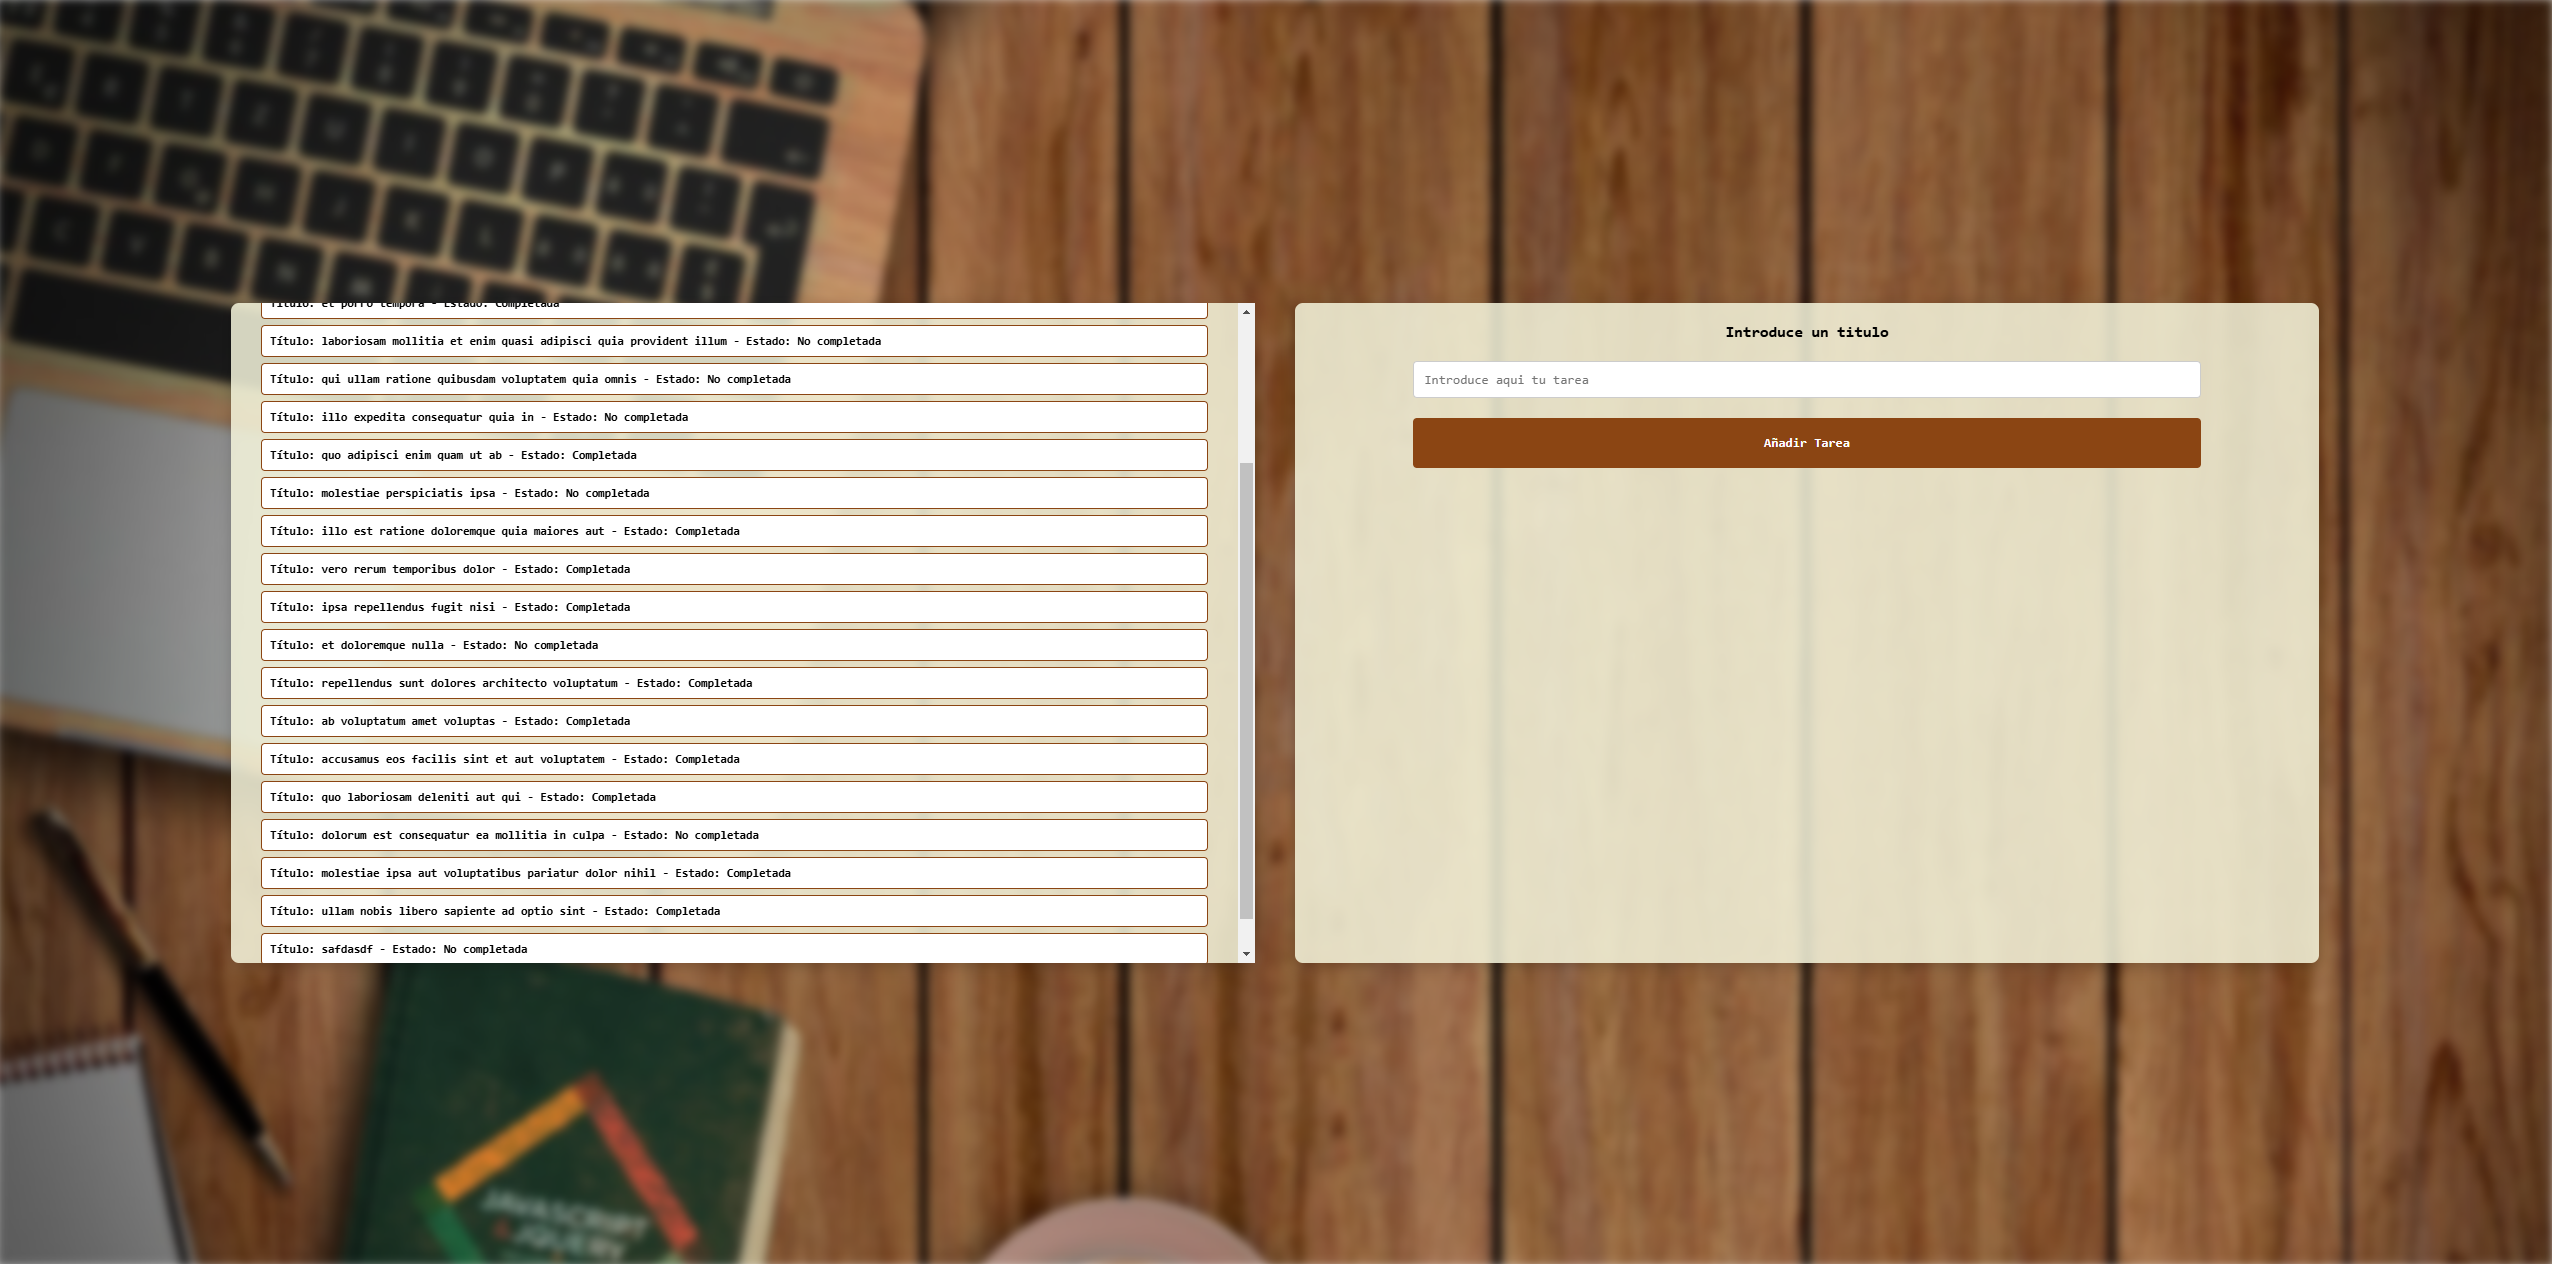 Título: et porro tempora - Estado: Completada
Título: laboriosam mollitia et enim quasi adipisci quia provident illum - Estado: No completada
Título: qui ullam ratione quibusdam voluptatem quia omnis - Estado: No completada
Título: illo expedita consequatur quia in - Estado: No completada
Título: quo adipisci enim quam ut ab - Estado: Completada
Título: molestiae perspiciatis ipsa - Estado: No completada
Título: illo est ratione doloremque quia maiores aut - Estado: Completada
Título: vero rerum temporibus dolor - Estado: Completada
Título: ipsa repellendus fugit nisi - Estado: Completada
Título: et doloremque nulla - Estado: No completada
Título: repellendus sunt dolores architecto voluptatum - Estado: Completada
Título: ab voluptatum amet voluptas - Estado: Completada
Título: accusamus eos facilis sint et aut voluptatem - Estado: Completada
Título: quo laboriosam deleniti aut qui - Estado: Completada
Título: dolorum est consequatur ea mollitia in culpa - Estado: No completada
Título: molestiae ipsa aut voluptatibus pariatur dolor nihil - Estado: Completada
Título: ullam nobis libero sapiente ad optio sint - Estado: Completada
Título: safdasdf - Estado: No completada
Introduce un titulo
Introduce aqui tu tarea
Añadir Tarea
JAVASCRIPT
& JQUERY